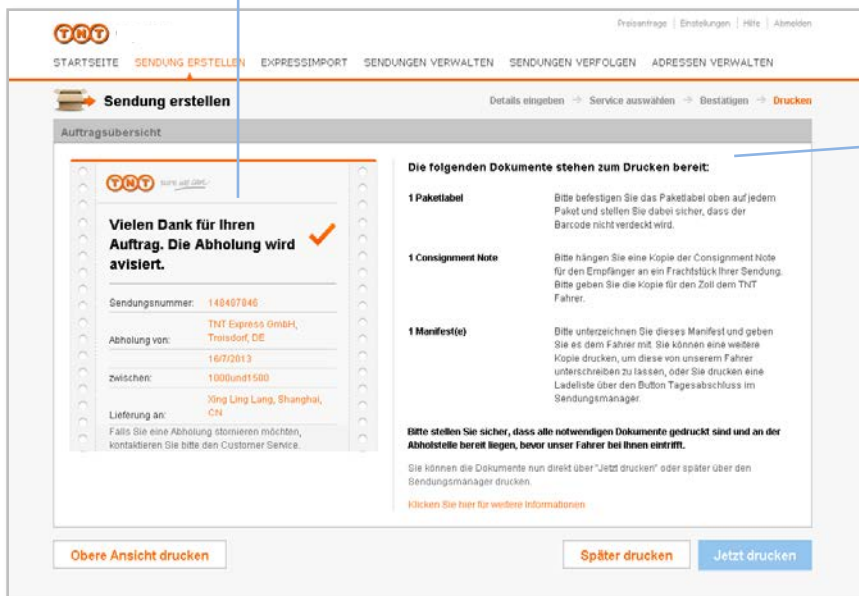 Preisanfrage | Einstellungen | Hilfe | Abmelden
TNT
STARTSEITE SENDUNG ERSTELLEN EXPRESSIMPORT SENDUNGEN VERWALTEN SENDUNGEN VERFOLGEN ADRESSEN VERWALTEN
Sendung erstellen
Details eingeben → Service auswählen → Bestätigen → Drucken
Auftragsübersicht
TNT sure we can
Vielen Dank für Ihren
Auftrag. Die Abholung wird
avisiert.
Sendungsnummer: 148487846
Abholung von: TNT Express GmbH,
Troisdorf, DE
16/7/2013
zwischen: 1000und1500
Lieferung an: Xing Ling Lang, Shanghai,
CN
Falls Sie eine Abholung stornieren möchten,
kontaktieren Sie bitte den Customer Service.
Die folgenden Dokumente stehen zum Drucken bereit:
1 Paketlabel
Bitte befestigen Sie das Paketlabel oben auf jedem
Paket und stellen Sie dabei sicher, dass der
Barcode nicht verdeckt wird.
1 Consignment Note
Bitte hängen Sie eine Kopie der Consignment Note
für den Empfänger an ein Frachtstück Ihrer Sendung.
Bitte geben Sie die Kopie für den Zoll dem TNT
Fahrer.
1 Manifest(e)
Bitte unterzeichnen Sie dieses Manifest und geben
Sie es dem Fahrer mit. Sie können eine weitere
Kopie drucken, um diese von unserem Fahrer
unterschreiben zu lassen, oder Sie drucken eine
Ladeliste über den Button Tagesabschluss im
Sendungsmanager.
Bitte stellen Sie sicher, dass alle notwendigen Dokumente gedruckt sind und an der
Abholstelle bereit liegen, bevor unser Fahrer bei Ihnen eintrifft.
Sie können die Dokumente nun direkt über "Jetzt drucken" oder später über den
Sendungsmanager drucken.
Klicken Sie hier für weitere Informationen
Obere Ansicht drucken
Später drucken
Jetzt drucken